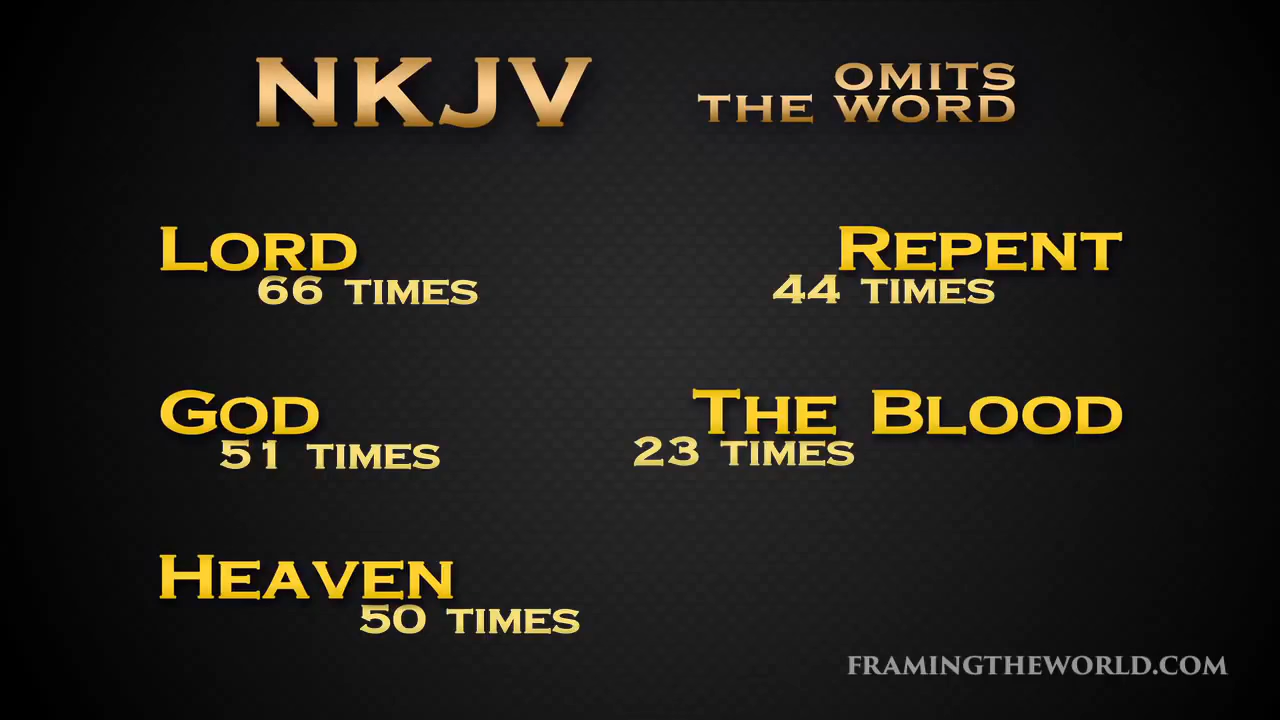 NKJV
OMITS
THE WORD
LORD
66 TIMES
REPENT
44 TIMES
GOD
51 TIMES
THE BLOOD
23 TIMES
HEAVEN
50 TIMES
FRAMINGTHEWORLD.COM